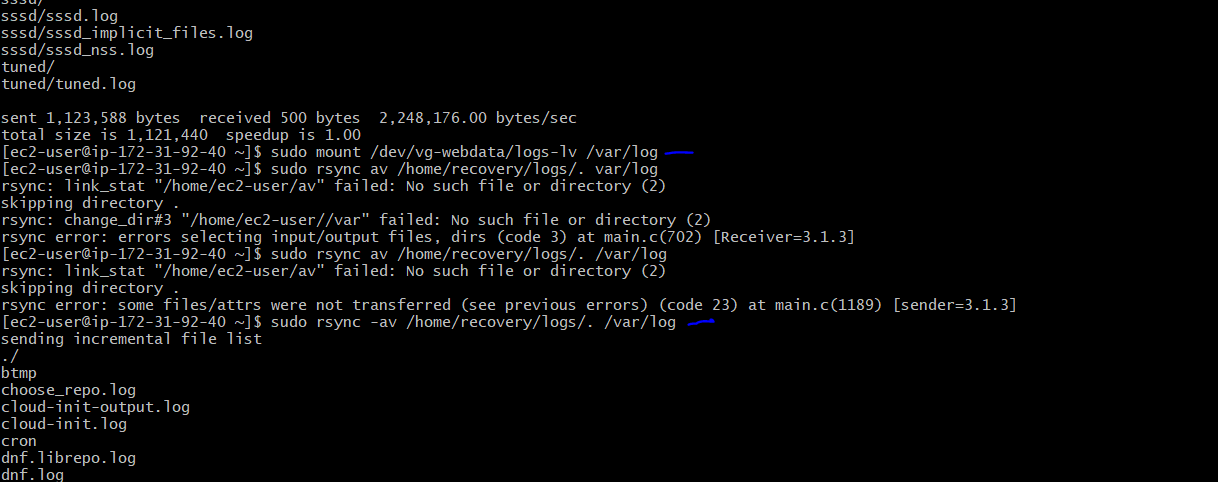 sssd/
sssd/sssd.log
sssd/sssd_implicit_files.log
sssd/sssd_nss.log
tuned/
tuned/tuned.log
sent 1,123,588 bytes  received 500 bytes  2,248,176.00 bytes/sec
total size is 1,121,440  speedup is 1.00
[ec2-user@ip-172-31-92-40 ~]$ sudo mount /dev/vg-webdata/logs-lv /var/log
[ec2-user@ip-172-31-92-40 ~]$ sudo rsync av /home/recovery/logs/. var/log
rsync: link_stat "/home/ec2-user/av" failed: No such file or directory (2)
skipping directory .
rsync: change_dir#3 "/home/ec2-user//var" failed: No such file or directory (2)
rsync error: errors selecting input/output files, dirs (code 3) at main.c(702) [Receiver=3.1.3]
[ec2-user@ip-172-31-92-40 ~]$ sudo rsync av /home/recovery/logs/. /var/log
rsync: link_stat "/home/ec2-user/av" failed: No such file or directory (2)
skipping directory .
rsync error: some files/attrs were not transferred (see previous errors) (code 23) at main.c(1189) [sender=3.1.3]
[ec2-user@ip-172-31-92-40 ~]$ sudo rsync -av /home/recovery/logs/. /var/log
sending incremental file list
./
btmp
choose_repo.log
cloud-init-output.log
cloud-init.log
cron
dnf.librepo.log
dnf.log